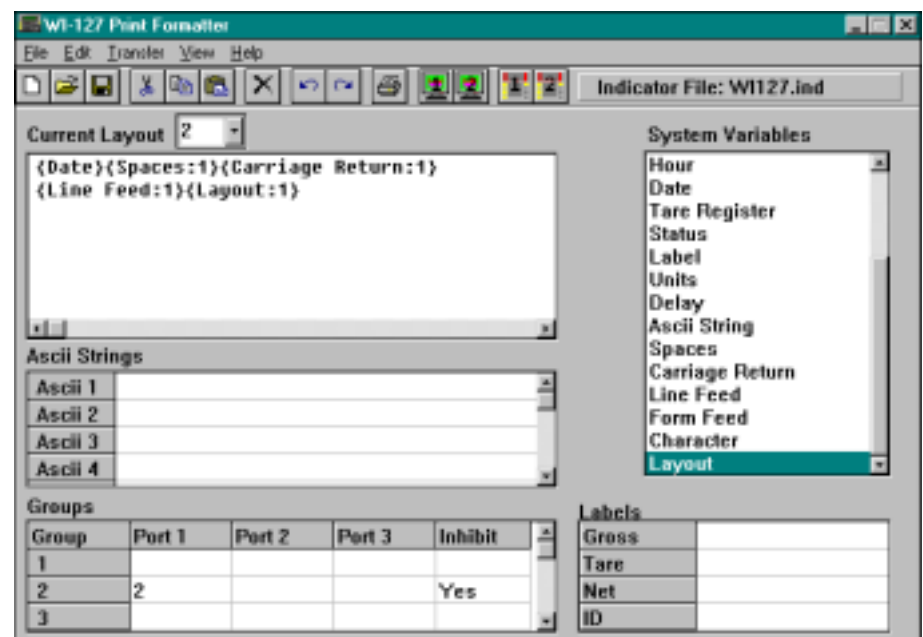 WI-127 Print Formatter
File Edit Transfer View Help
1 2 1 2 Indicator File: WI127.ind
Current Layout 2
{Date}{Spaces:1}{Carriage Return:1}
{Line Feed:1}{Layout:1}
System Variables
Hour
Date
Tare Register
Status
Label
Units
Delay
Ascii String
Spaces
Carriage Return
Line Feed
Form Feed
Character
Layout
Ascii Strings
Ascii 1
Ascii 2
Ascii 3
Ascii 4
Groups
Group Port 1 Port 2 Port 3 Inhibit
1
2 2 Yes
3
Labels
Gross
Tare
Net
ID